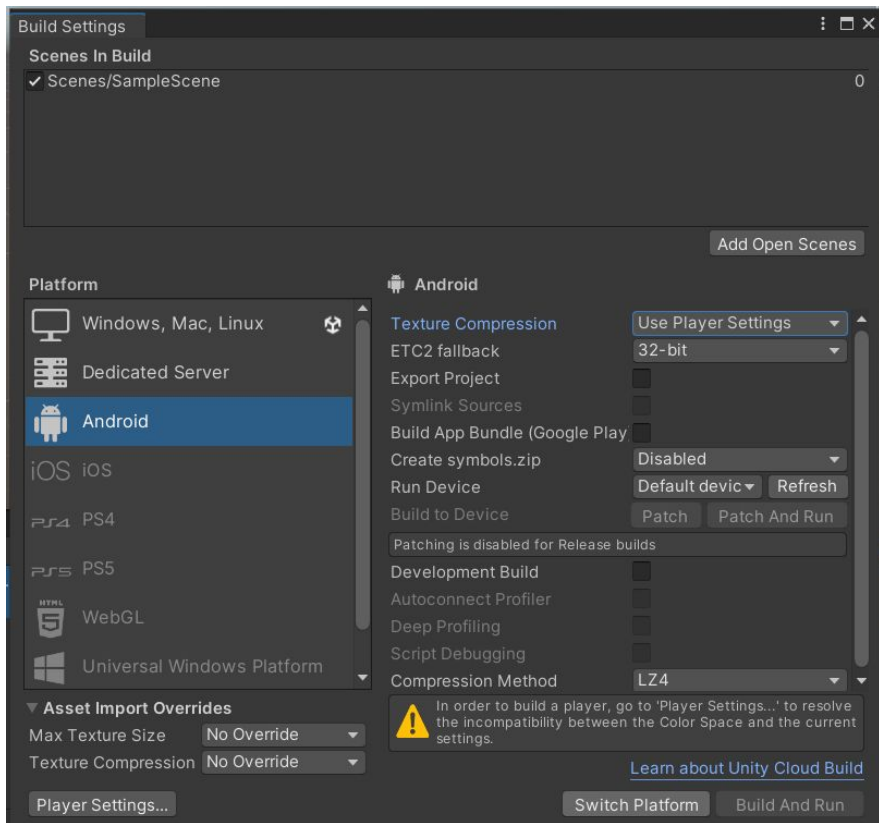 Build Settings
Scenes In Build
Scenes/SampleScene 0
Add Open Scenes
Platform
Windows, Mac, Linux
Dedicated Server
Android
iOS iOS
PS4 PS4
PS5 PS5
HTML 5 WebGL
Universal Windows Platform
Asset Import Overrides
Max Texture Size No Override
Texture Compression No Override
Player Settings...
Android
Texture Compression Use Player Settings
ETC2 fallback 32-bit
Export Project
Symlink Sources
Build App Bundle (Google Play
Create symbols.zip Disabled
Run Device Default devic Refresh
Build to Device Patch Patch And Run
Patching is disabled for Release builds
Development Build
Autoconnect Profiler
Deep Profiling
Script Debugging
Compression Method LZ4
In order to build a player, go to 'Player Settings...' to resolve
the incompatibility between the Color Space and the current
settings.
Learn about Unity Cloud Build
Switch Platform Build And Run